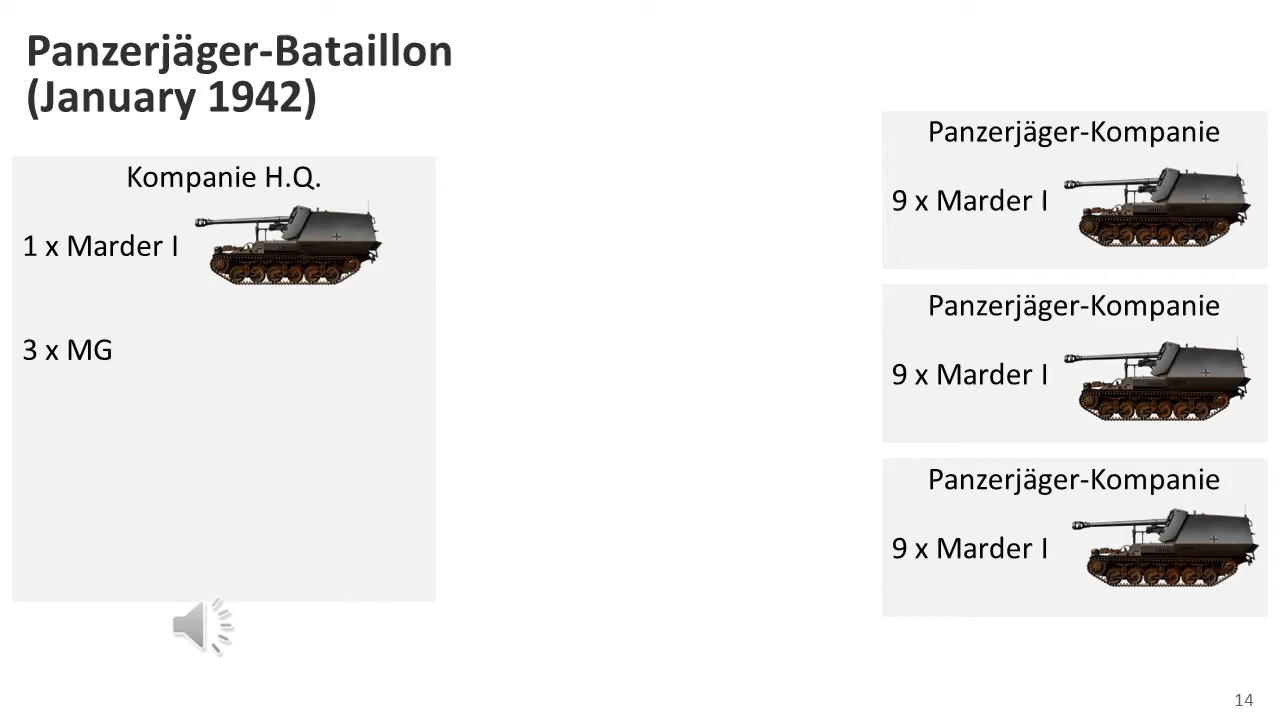 Panzerjäger-Bataillon
(January 1942)
Kompanie H.Q.
1 x Marder I
3 x MG
Panzerjäger-Kompanie
9 x Marder I
Panzerjäger-Kompanie
9 x Marder I
Panzerjäger-Kompanie
9 x Marder I
14